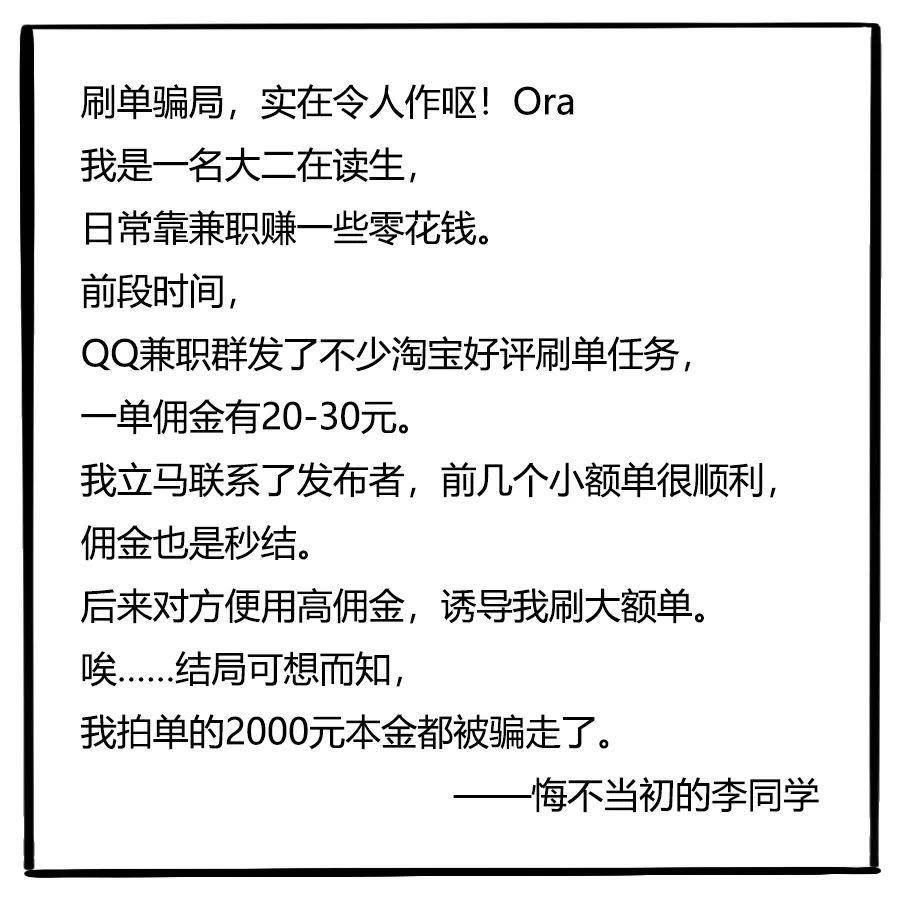 刷单骗局，实在令人作呕！Ora
我是一名大二在读生，
日常靠兼职赚一些零花钱。
前段时间，
QQ兼职群发了不少淘宝好评刷单任务，
一单佣金有20-30元。
我立马联系了发布者，前几个小额单很顺利，
佣金也是秒结。
后来对方便用高佣金，诱导我刷大额单。
唉……结局可想而知，
我拍单的2000元本金都被骗走了。
——悔不当初的李同学